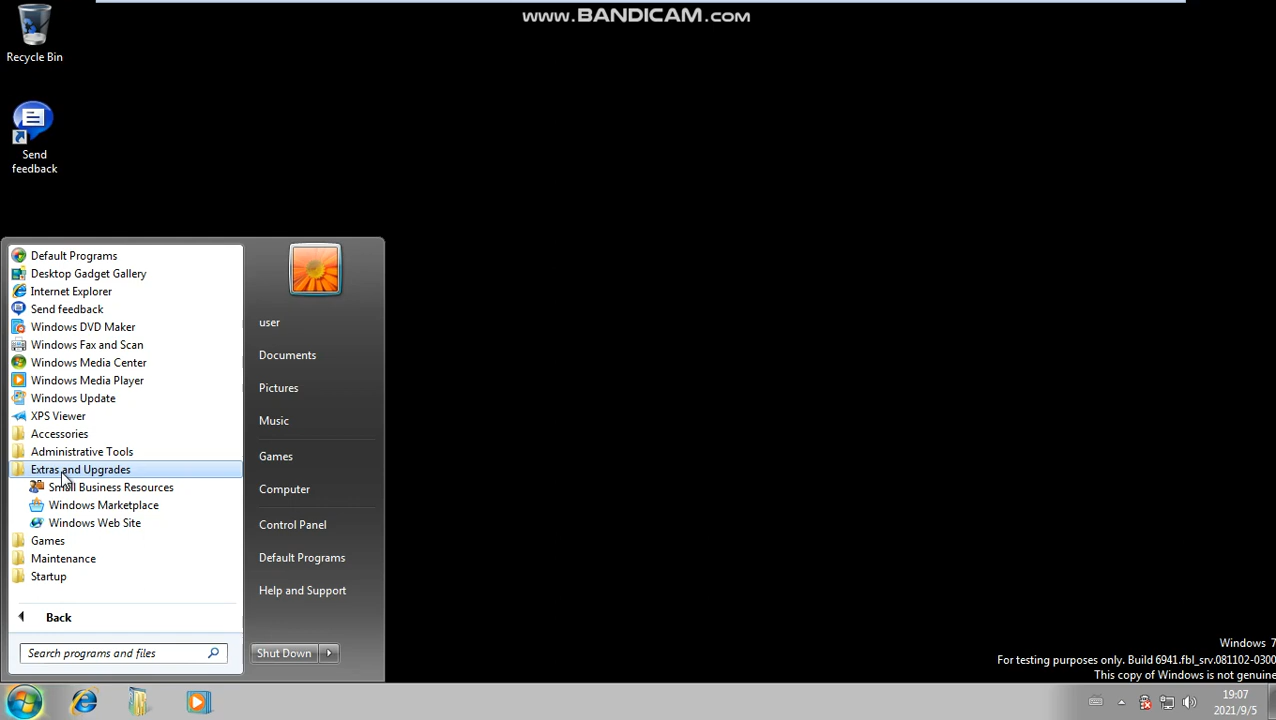 www.BANDICAM.com
Recycle Bin
Send
feedback
Default Programs
Desktop Gadget Gallery
Internet Explorer
Send feedback
Windows DVD Maker
Windows Fax and Scan
Windows Media Center
Windows Media Player
Windows Update
XPS Viewer
Accessories
Administrative Tools
Extras and Upgrades
Small Business Resources
Windows Marketplace
Windows Web Site
Games
Maintenance
Startup
Back
Search programs and files
user
Documents
Pictures
Music
Games
Computer
Control Panel
Default Programs
Help and Support
Shut Down
Windows 7
For testing purposes only. Build 6941.fbl_srv.081102-0300
This copy of Windows is not genuine
19:07
2021/9/5